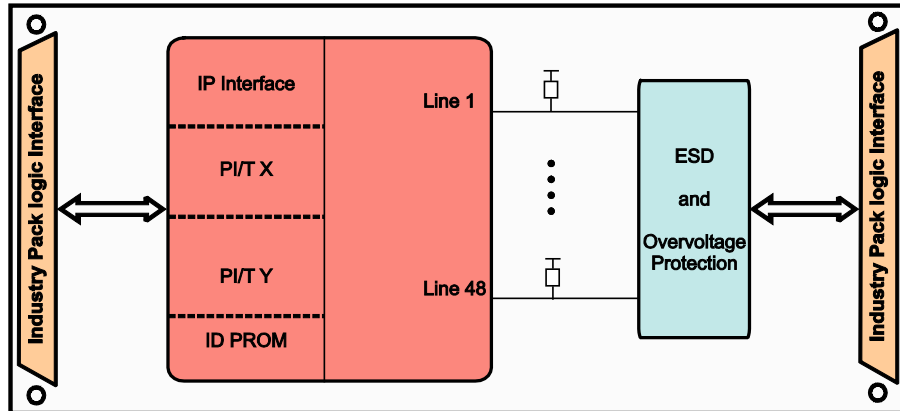 Industry Pack logic Interface
IP Interface
PI/T X
PI/T Y
ID PROM
Line 1
Line 48
ESD
and
Overvoltage
Protection
Industry Pack logic Interface